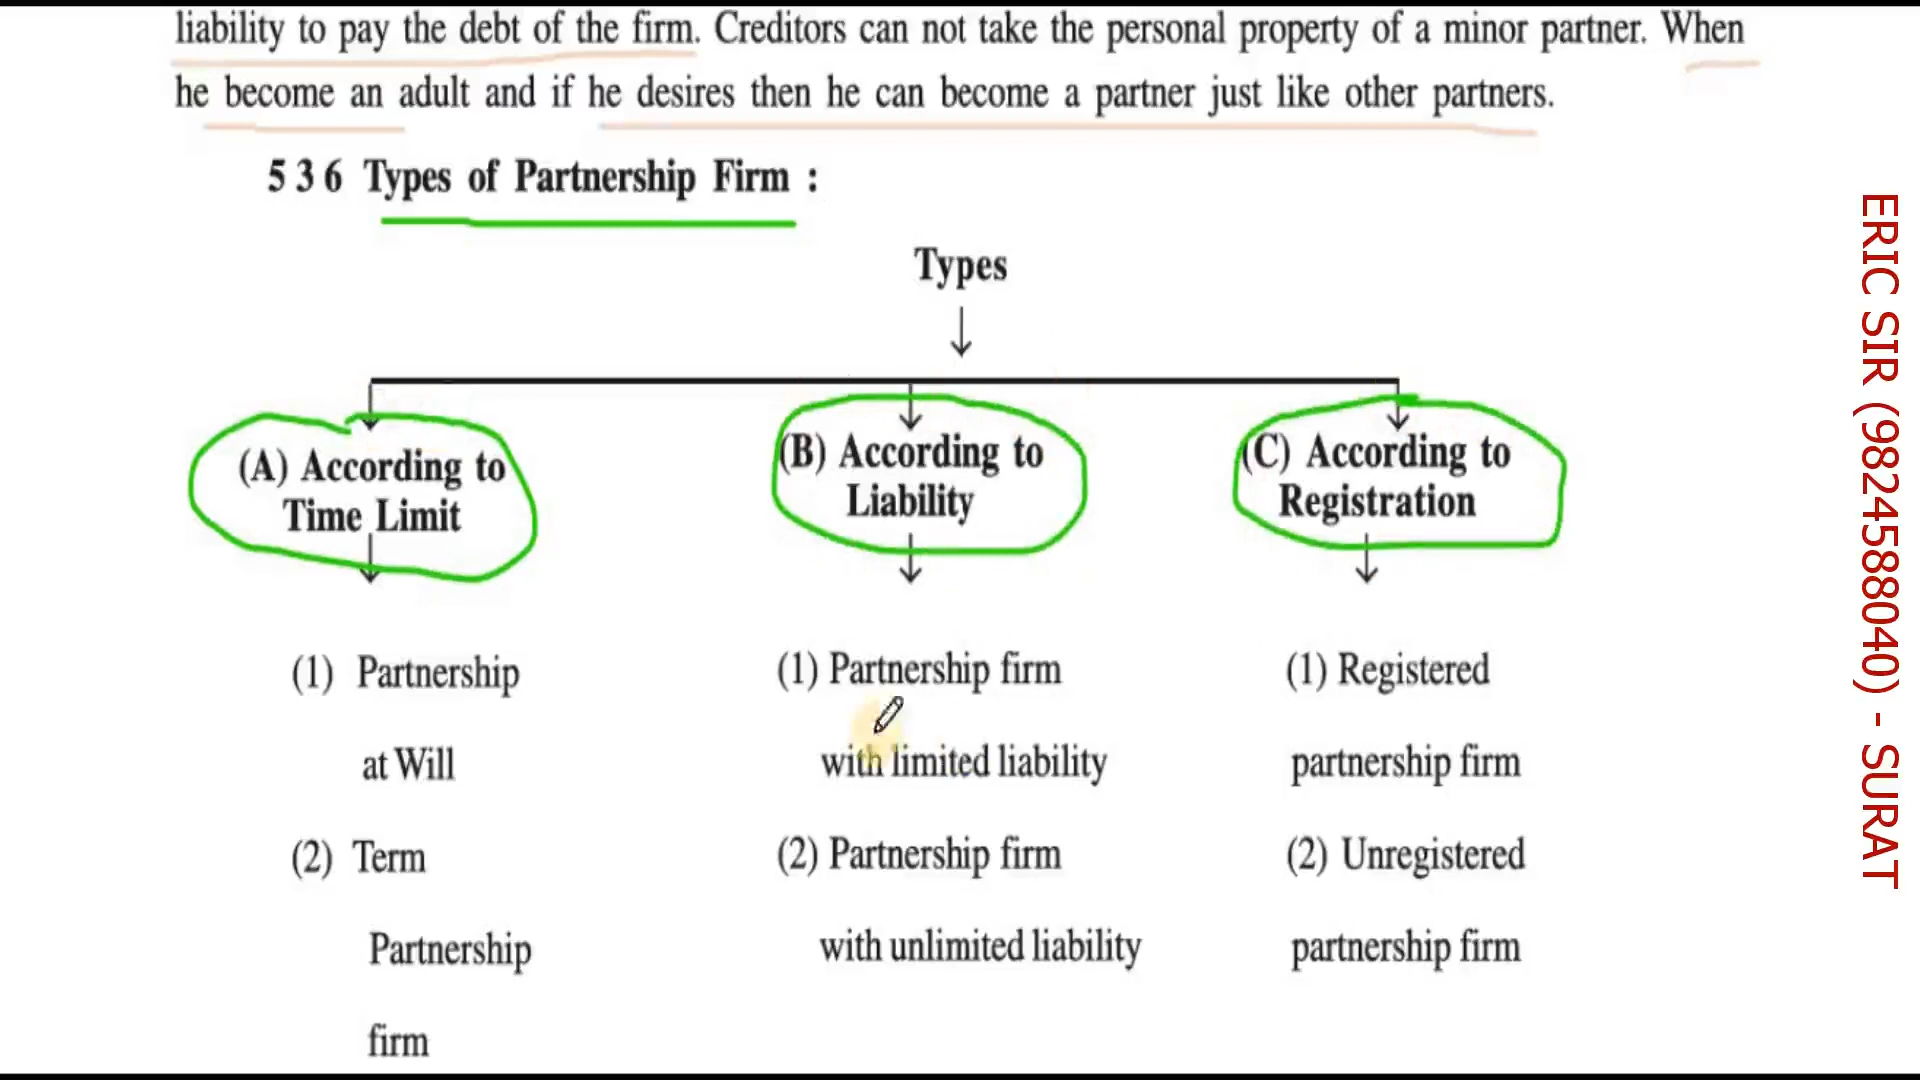 liability to pay the debt of the firm. Creditors can not take the personal property of a minor partner. When
he become an adult and if he desires then he can become a partner just like other partners.
5 3 6 Types of Partnership Firm :
Types
(A) According to
Time Limit
(1) Partnership
at Will
(2) Term
Partnership
firm
(B) According to
Liability
(1) Partnership firm
with limited liability
(2) Partnership firm
with unlimited liability
(C) According to
Registration
(1) Registered
partnership firm
(2) Unregistered
partnership firm
ERIC SIR (9824588040) - SURAT